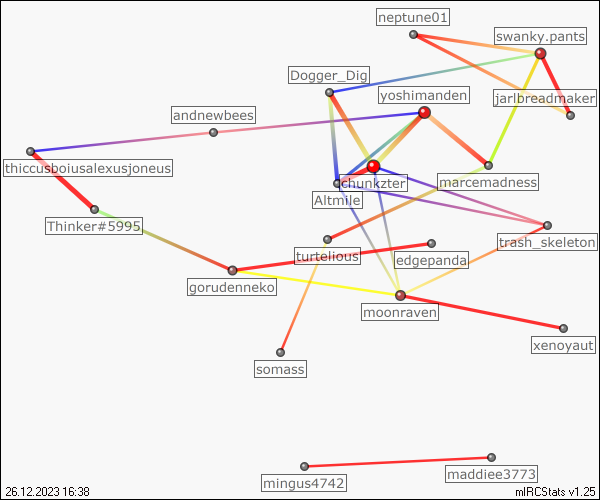 neptune01
swanky.pants
Dogger_Dig
yoshimanden
jarlbreadmaker
andnewbees
thiccusboiusalexusjoneus
chunkzter
marcemadness
Altmile
Thinker#5995
trash_skeleton
turtelious
edgepanda
gorudenneko
moonraven
xenoyaut
somass
maddiee3773
mingus4742
26.12.2023 16:38
mIRCStats v1.25